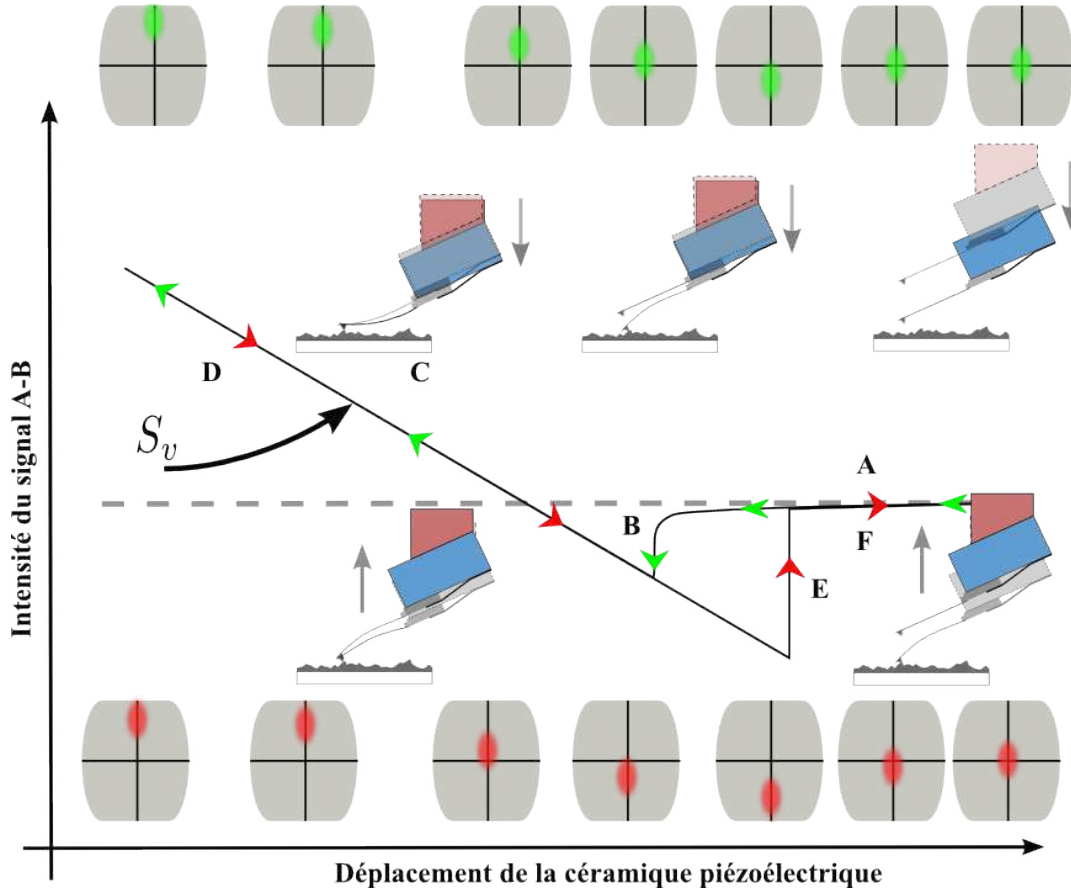 D
C
S_v
A
B
F
E
Intensité du signal A-B
Déplacement de la céramique piézoélectrique